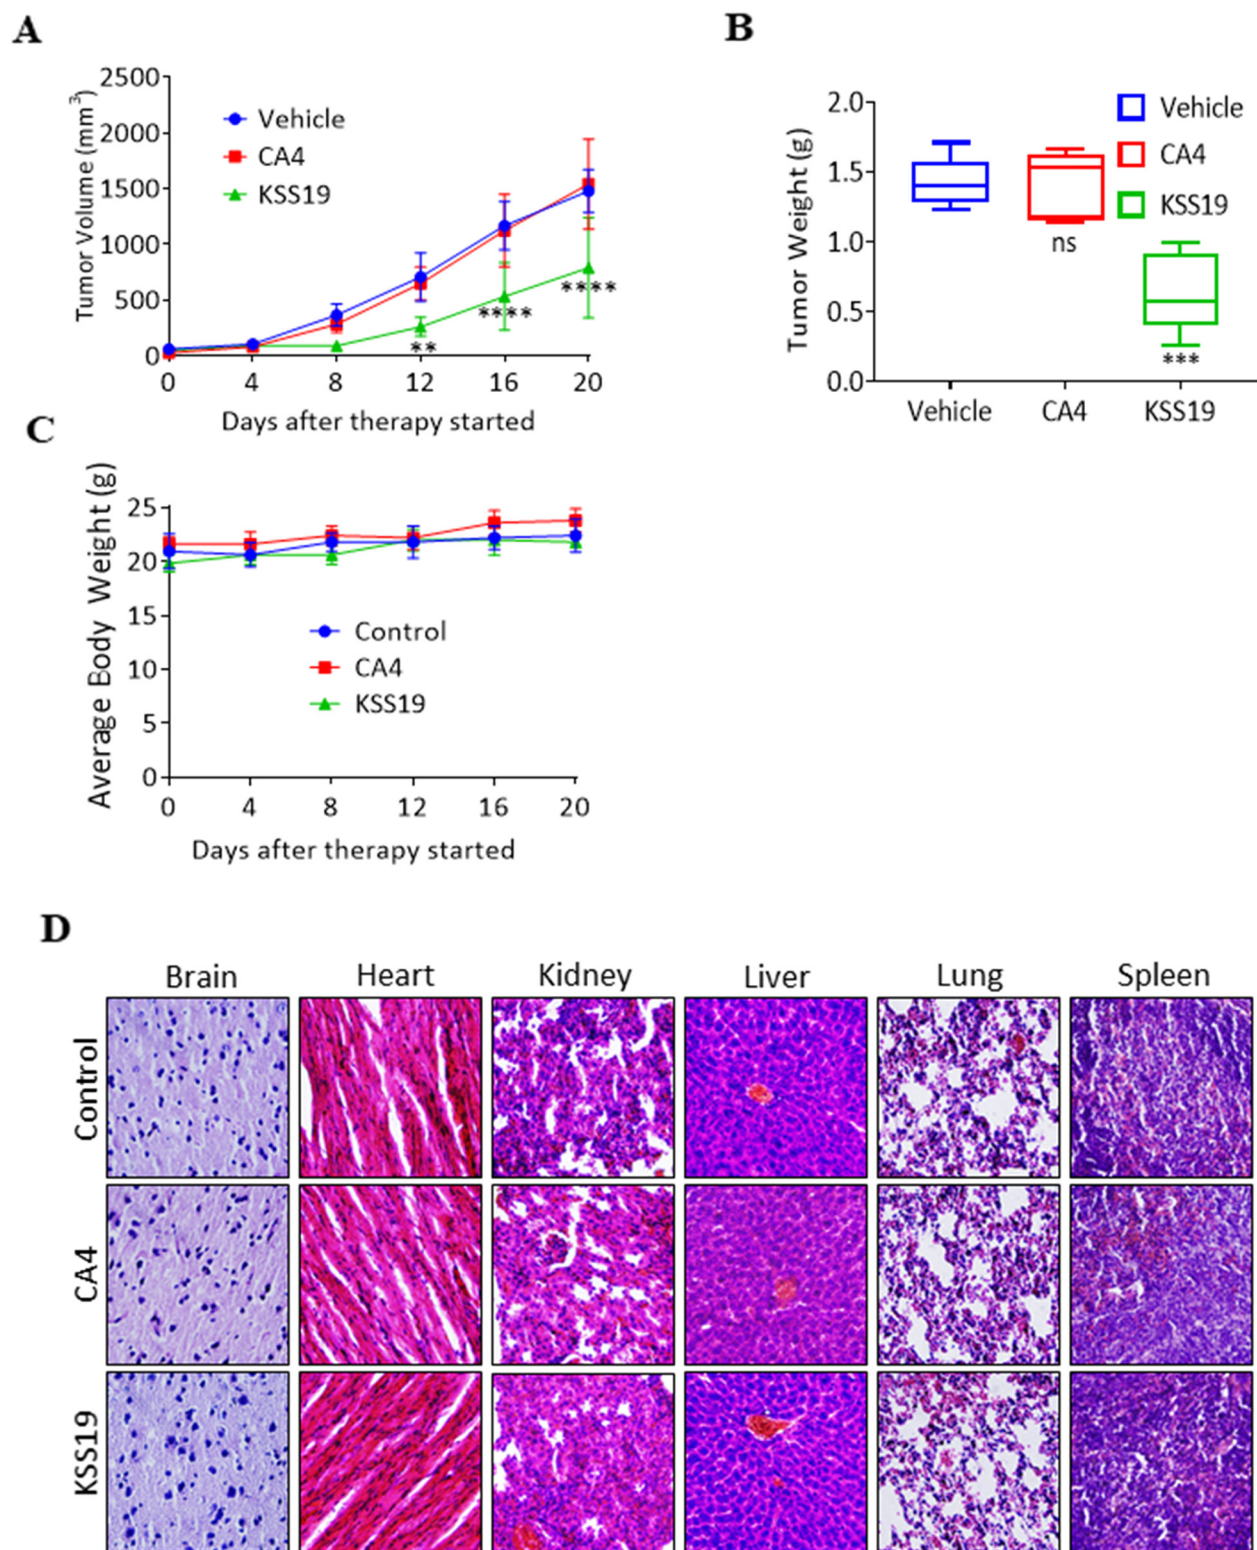 A
Tumor Volume (mm³)
2500
2000
1500
1000
500
0
Vehicle
CA4
KSS19
**
****
****
0 4 8 12 16 20
Days after therapy started
B
Tumor Weight (g)
2.0
1.5
1.0
0.5
0.0
Vehicle
CA4
KSS19
ns
***
Vehicle CA4 KSS19
C
Average Body Weight (g)
25
20
15
10
5
0
Control
CA4
KSS19
0 4 8 12 16 20
Days after therapy started
D
Brain Heart Kidney Liver Lung Spleen
Control
CA4
KSS19